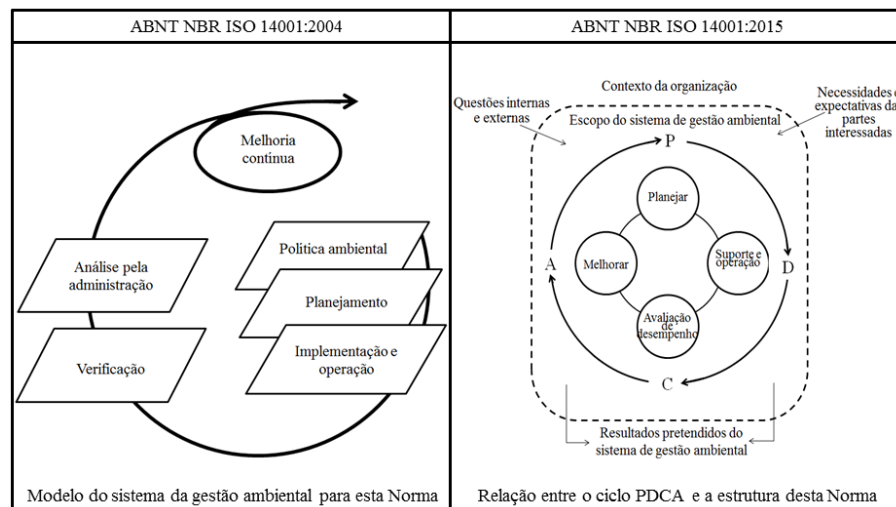 ABNT NBR ISO 14001:2004
Melhoria
contínua
Política ambiental
Análise pela
administração
Planejamento
Verificação
Implementação e
operação
Modelo do sistema da gestão ambiental para esta Norma
ABNT NBR ISO 14001:2015
Contexto da organização
Questões internas
e externas
Necessidades e
expectativas da
partes
interessadas
Escopo do sistema de gestão ambiental
P
Planejar
A
Melhorar
Suporte e
operação
D
Avaliação
de
desempenho
C
Resultados pretendidos do
sistema de gestão ambiental
Relação entre o ciclo PDCA e a estrutura desta Norma